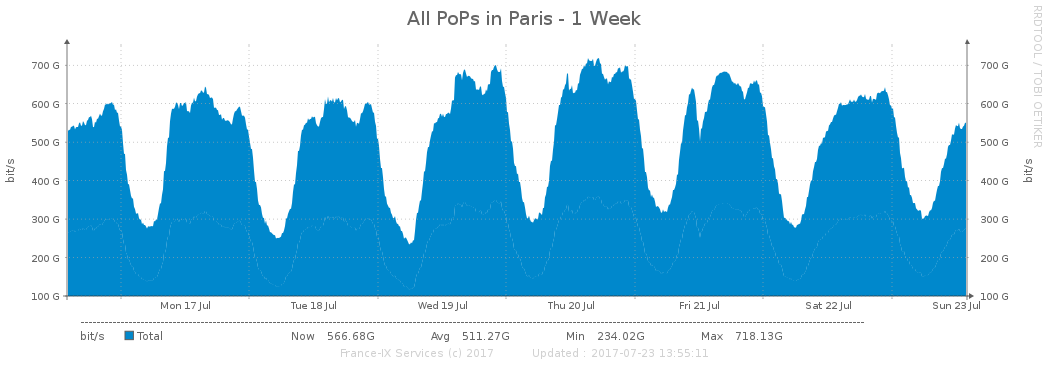 All PoPs in Paris - 1 Week
RRDTOOL / TOBI OETIKER
bit/s
700 G
600 G
500 G
400 G
300 G
200 G
100 G
700 G
600 G
500 G
400 G
300 G
200 G
100 G
bit/s
Mon 17 Jul Tue 18 Jul Wed 19 Jul Thu 20 Jul Fri 21 Jul Sat 22 Jul Sun 23 Jul
bit/s Total Now 566.68G Avg 511.27G Min 234.02G Max 718.13G
France-IX Services (c) 2017 Updated : 2017-07-23 13:55:11